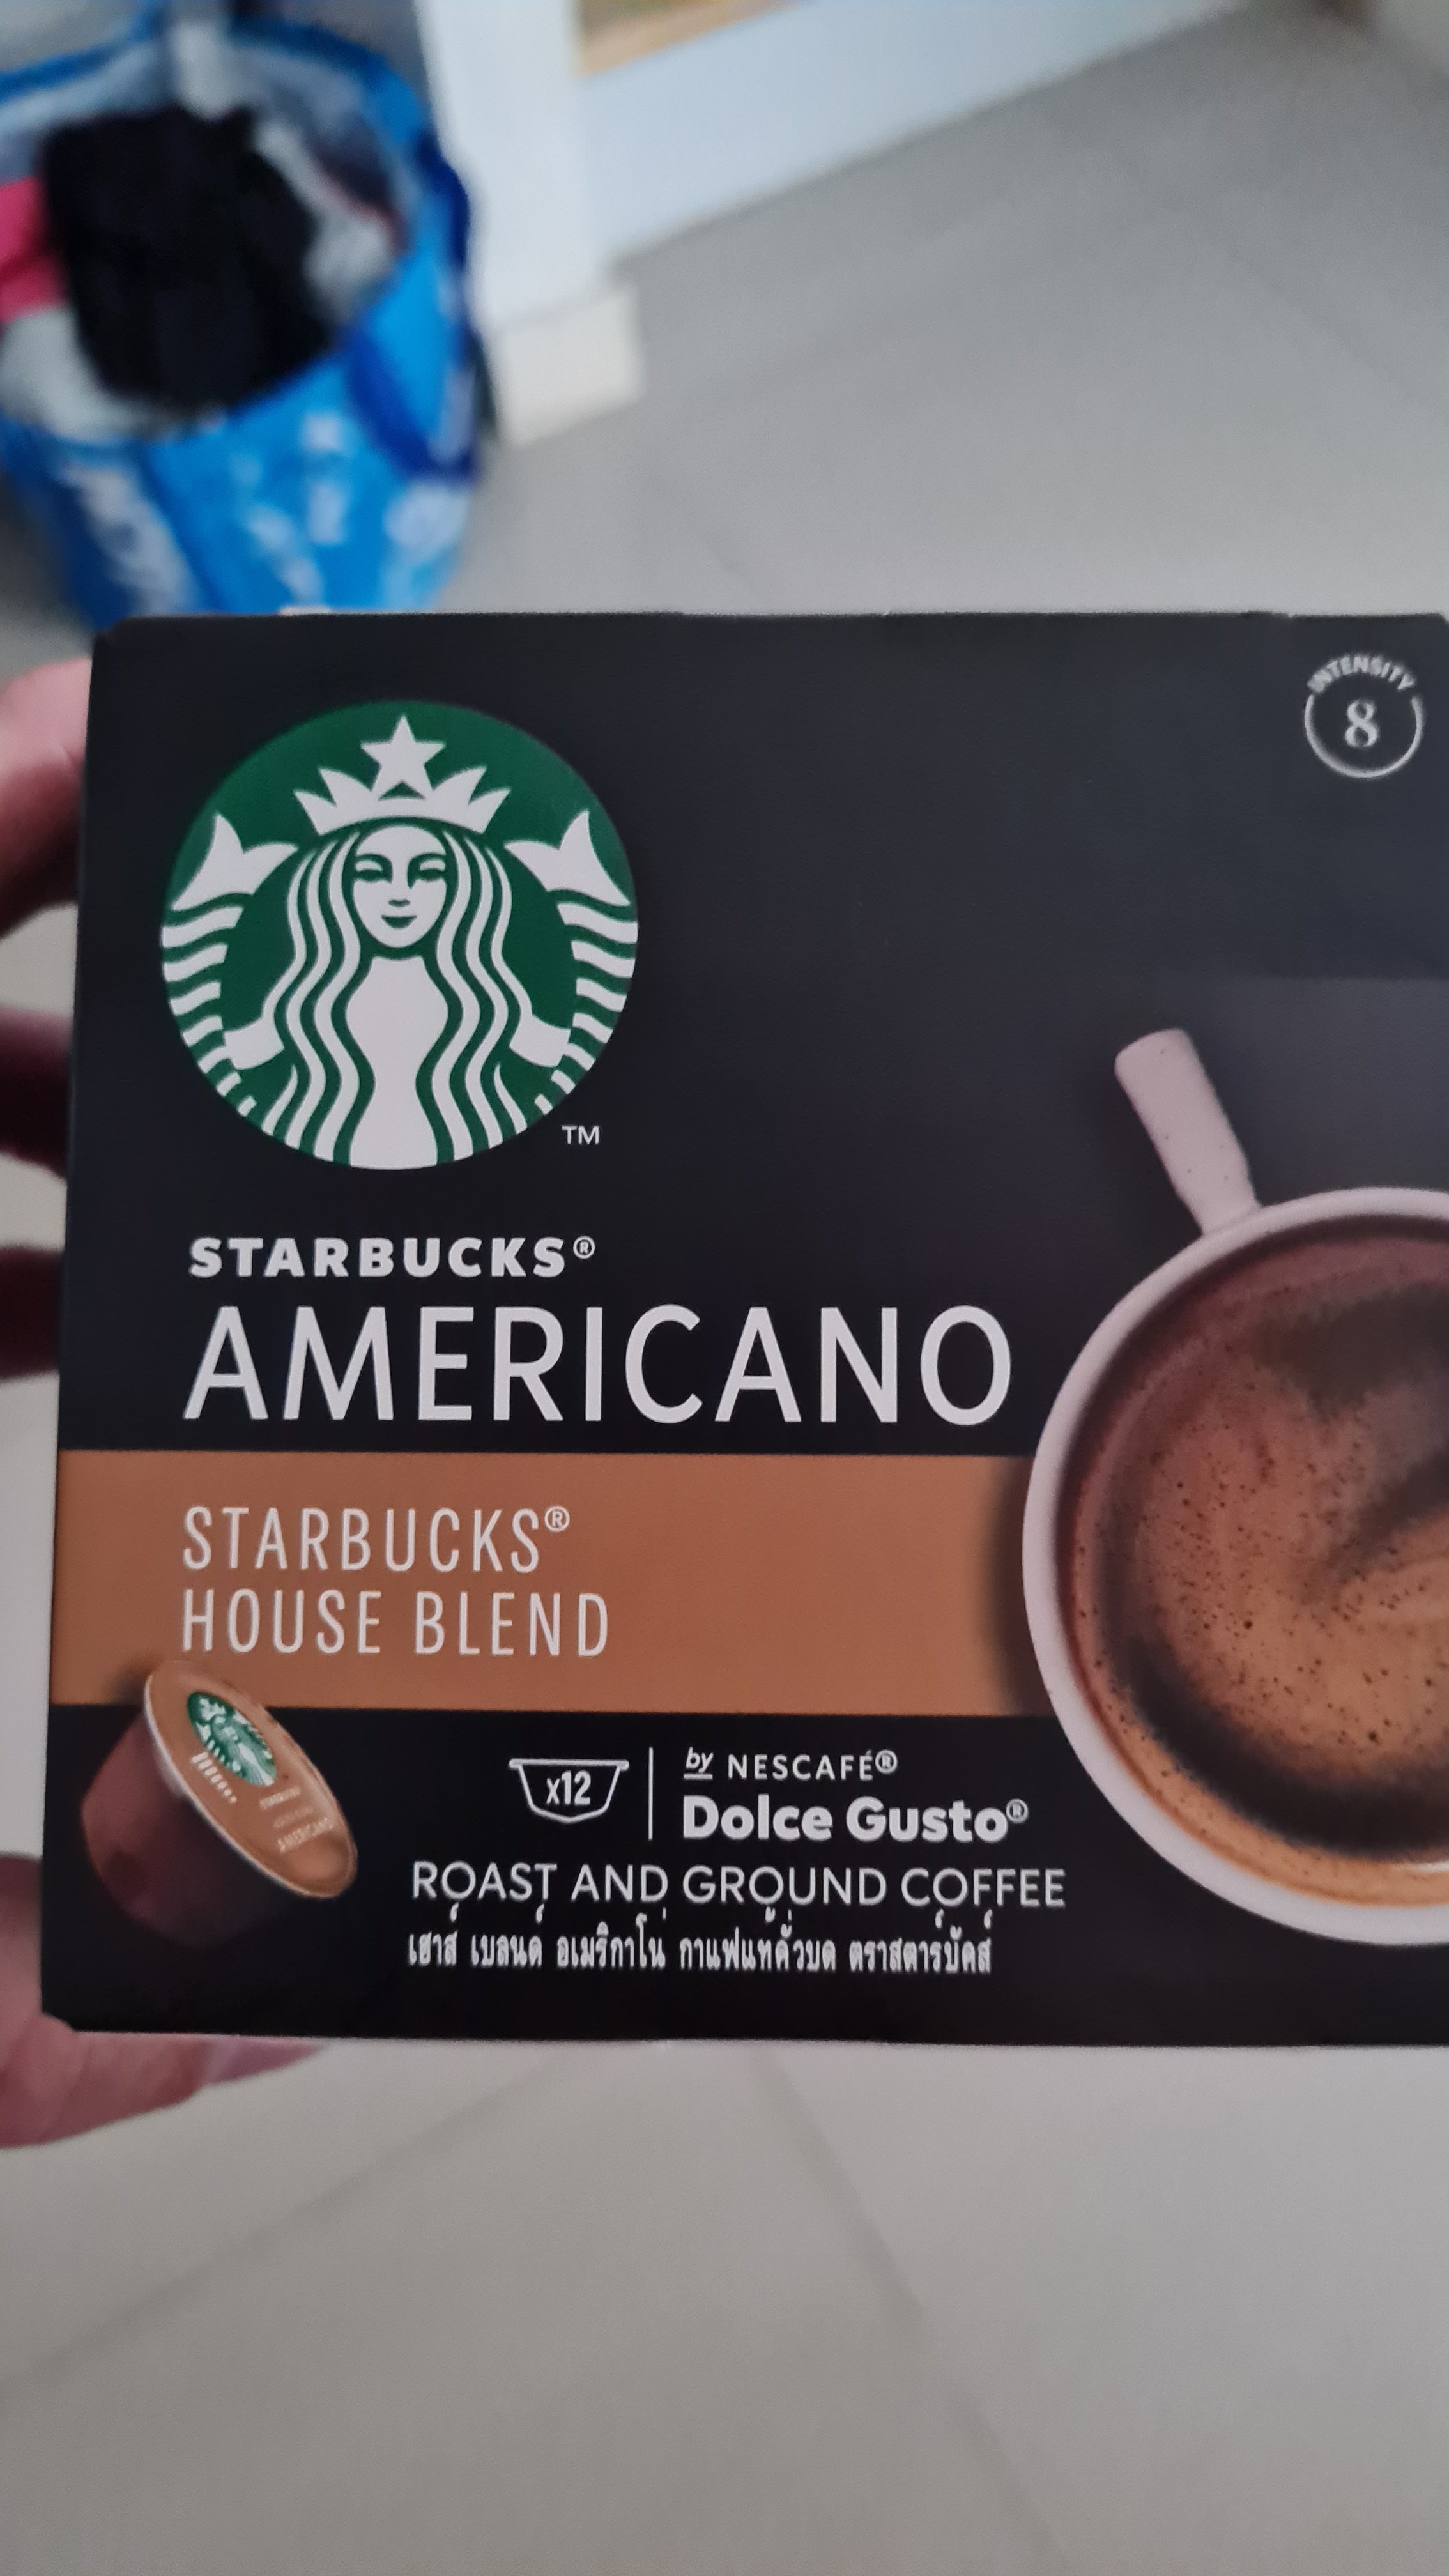 INTENSITY
8
TM
STARBUCKS®
AMERICANO
STARBUCKS®
HOUSE BLEND
x12
by NESCAFÉ®
Dolce Gusto®
ROAST AND GROUND COFFEE
เฮาส์ เบลนด์ อเมริกาโน่ กาแฟแท้คั่วบด ตราสตาร์บัคส์
AMERICANO